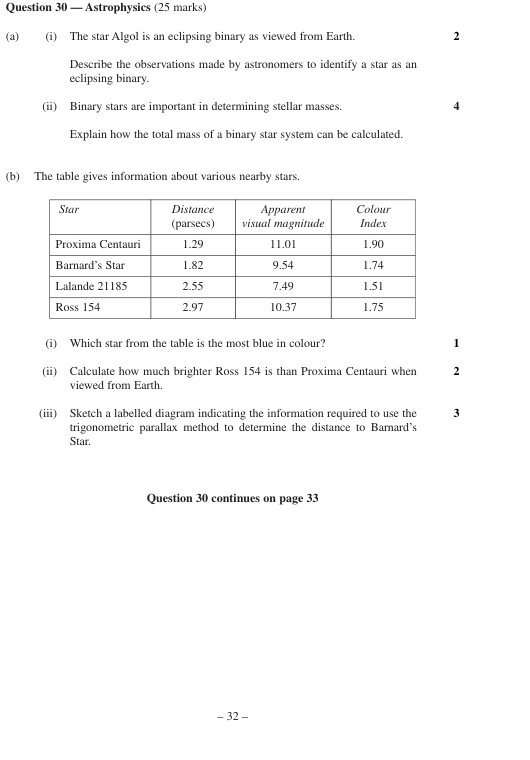 Question 30 — Astrophysics (25 marks)
(a) (i) The star Algol is an eclipsing binary as viewed from Earth. 2
Describe the observations made by astronomers to identify a star as an
eclipsing binary.
(ii) Binary stars are important in determining stellar masses. 4
Explain how the total mass of a binary star system can be calculated.
(b) The table gives information about various nearby stars.
Star Distance Apparent Colour
(parsecs) visual magnitude Index
Proxima Centauri 1.29 11.01 1.90
Barnard's Star 1.82 9.54 1.74
Lalande 21185 2.55 7.49 1.51
Ross 154 2.97 10.37 1.75
(i) Which star from the table is the most blue in colour? 1
(ii) Calculate how much brighter Ross 154 is than Proxima Centauri when 2
viewed from Earth.
(iii) Sketch a labelled diagram indicating the information required to use the 3
trigonometric parallax method to determine the distance to Barnard's
Star.
Question 30 continues on page 33
– 32 –